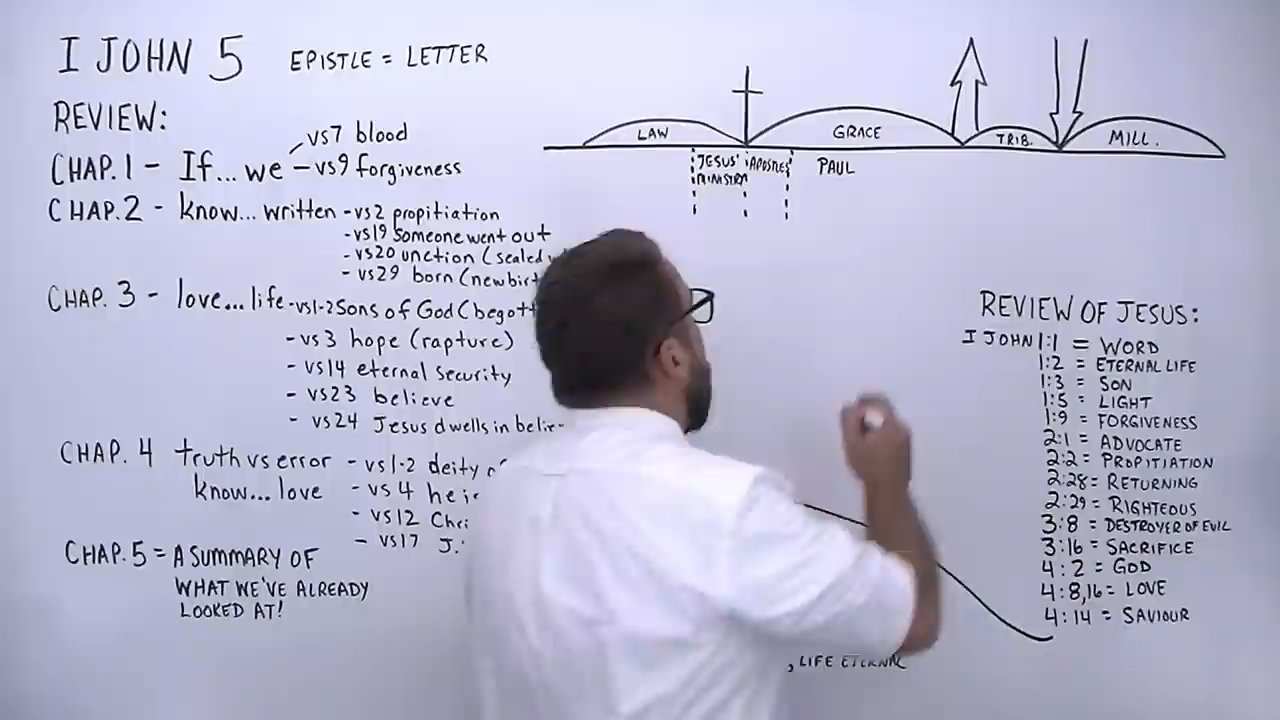 I JOHN 5 EPISTLE = LETTER
REVIEW:
CHAP. 1 - If... we - vs7 blood
- vs9 forgiveness
CHAP. 2 - know... written - vs2 propitiation
- vs19 Someone went out
- vs20 unction (sealed
- vs29 born (newbirt
CHAP. 3 - love... life - vs1-2 Sons of God (begott
- vs3 hope (rapture)
- vs14 eternal security
- vs23 believe
- vs24 Jesus dwells in belie
CHAP. 4 truth vs error - vs1-2 deity
know... love - vs4 he i
- vs12 Chri
- vs17 J.
CHAP. 5 = A SUMMARY OF
WHAT WE'VE ALREADY
LOOKED AT!
LAW GRACE TRIB. MILL.
JESUS' MINISTRY APOSTLES PAUL
REVIEW OF JESUS:
I JOHN 1:1 = WORD
1:2 = ETERNAL LIFE
1:3 = SON
1:5 = LIGHT
1:9 = FORGIVENESS
2:1 = ADVOCATE
2:2 = PROPITIATION
2:28 = RETURNING
2:29 = RIGHTEOUS
3:8 = DESTROYER OF EVIL
3:16 = SACRIFICE
4:2 = GOD
4:8,16 = LOVE
4:14 = SAVIOUR
, LIFE ETERNAL